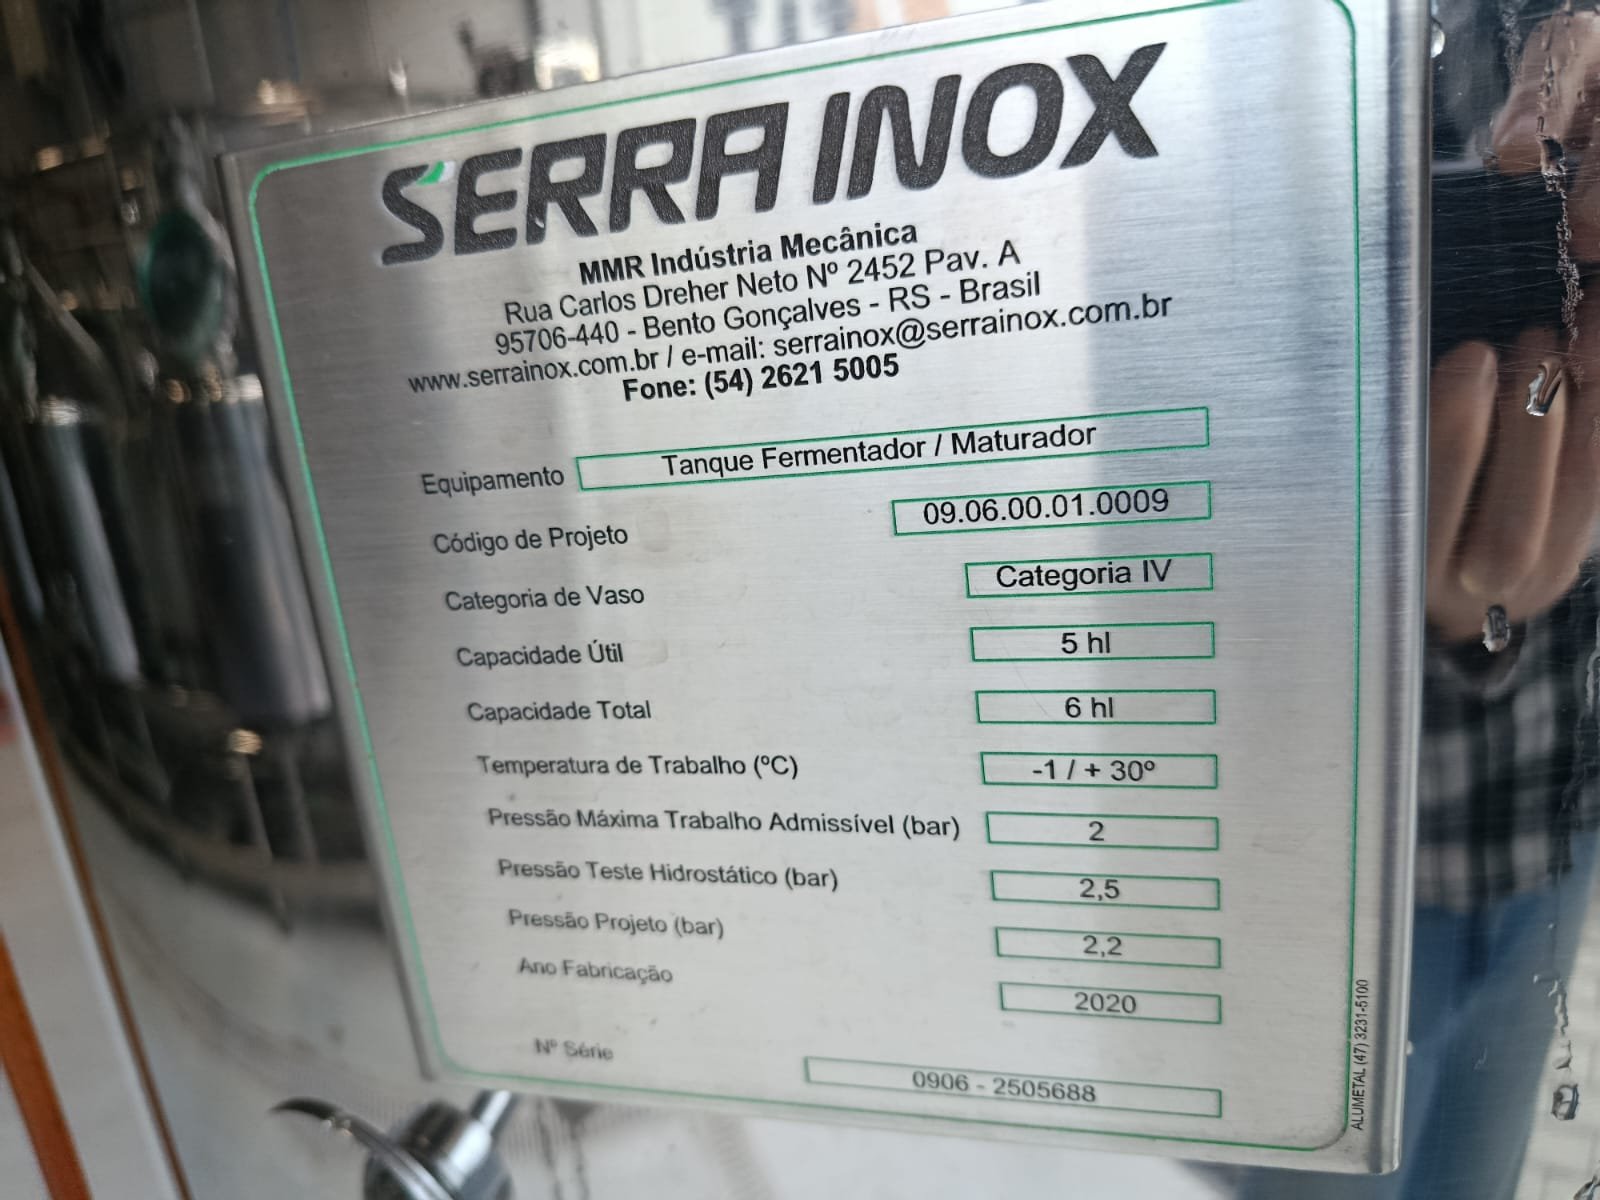 SERRA INOX
MMR Indústria Mecânica
Rua Carlos Dreher Neto Nº 2452 Pav. A
95706-440 - Bento Gonçalves - RS - Brasil
www.serrainox.com.br / e-mail: serrainox@serrainox.com.br
Fone: (54) 2621 5005
Equipamento Tanque Fermentador / Maturador
Código de Projeto 09.06.00.01.0009
Categoria de Vaso Categoria IV
Capacidade Útil 5 hl
Capacidade Total 6 hl
Temperatura de Trabalho (ºC) -1 / + 30º
Pressão Máxima Trabalho Admissível (bar) 2
Pressão Teste Hidrostático (bar) 2,5
Pressão Projeto (bar) 2,2
Ano Fabricação 2020
Nº Série 0906 - 2505688
ALUMETAL (47) 3231-5100